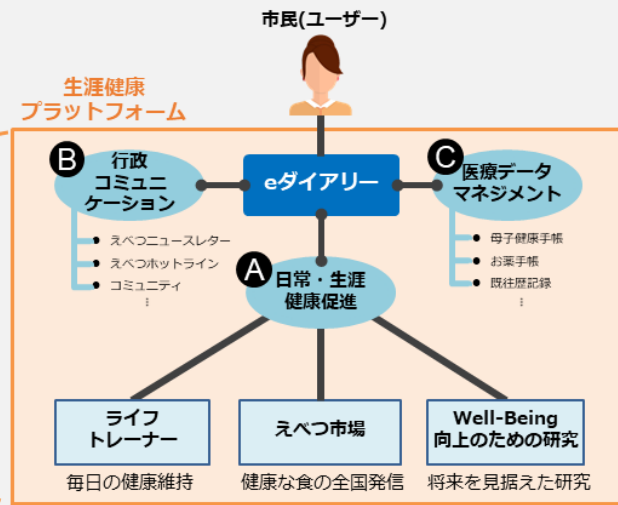 市民(ユーザー)
生涯健康
プラットフォーム
B
行政
コミュニ
ケーション
eダイアリー
C
医療データ
マネジメント
えべつニュースレター
えべつホットライン
コミュニティ
⋮
母子健康手帳
お薬手帳
既往歴記録
⋮
A
日常・生涯
健康促進
ライフ
トレーナー
えべつ市場
Well-Being
向上のための研究
毎日の健康維持
健康な食の全国発信
将来を見据えた研究